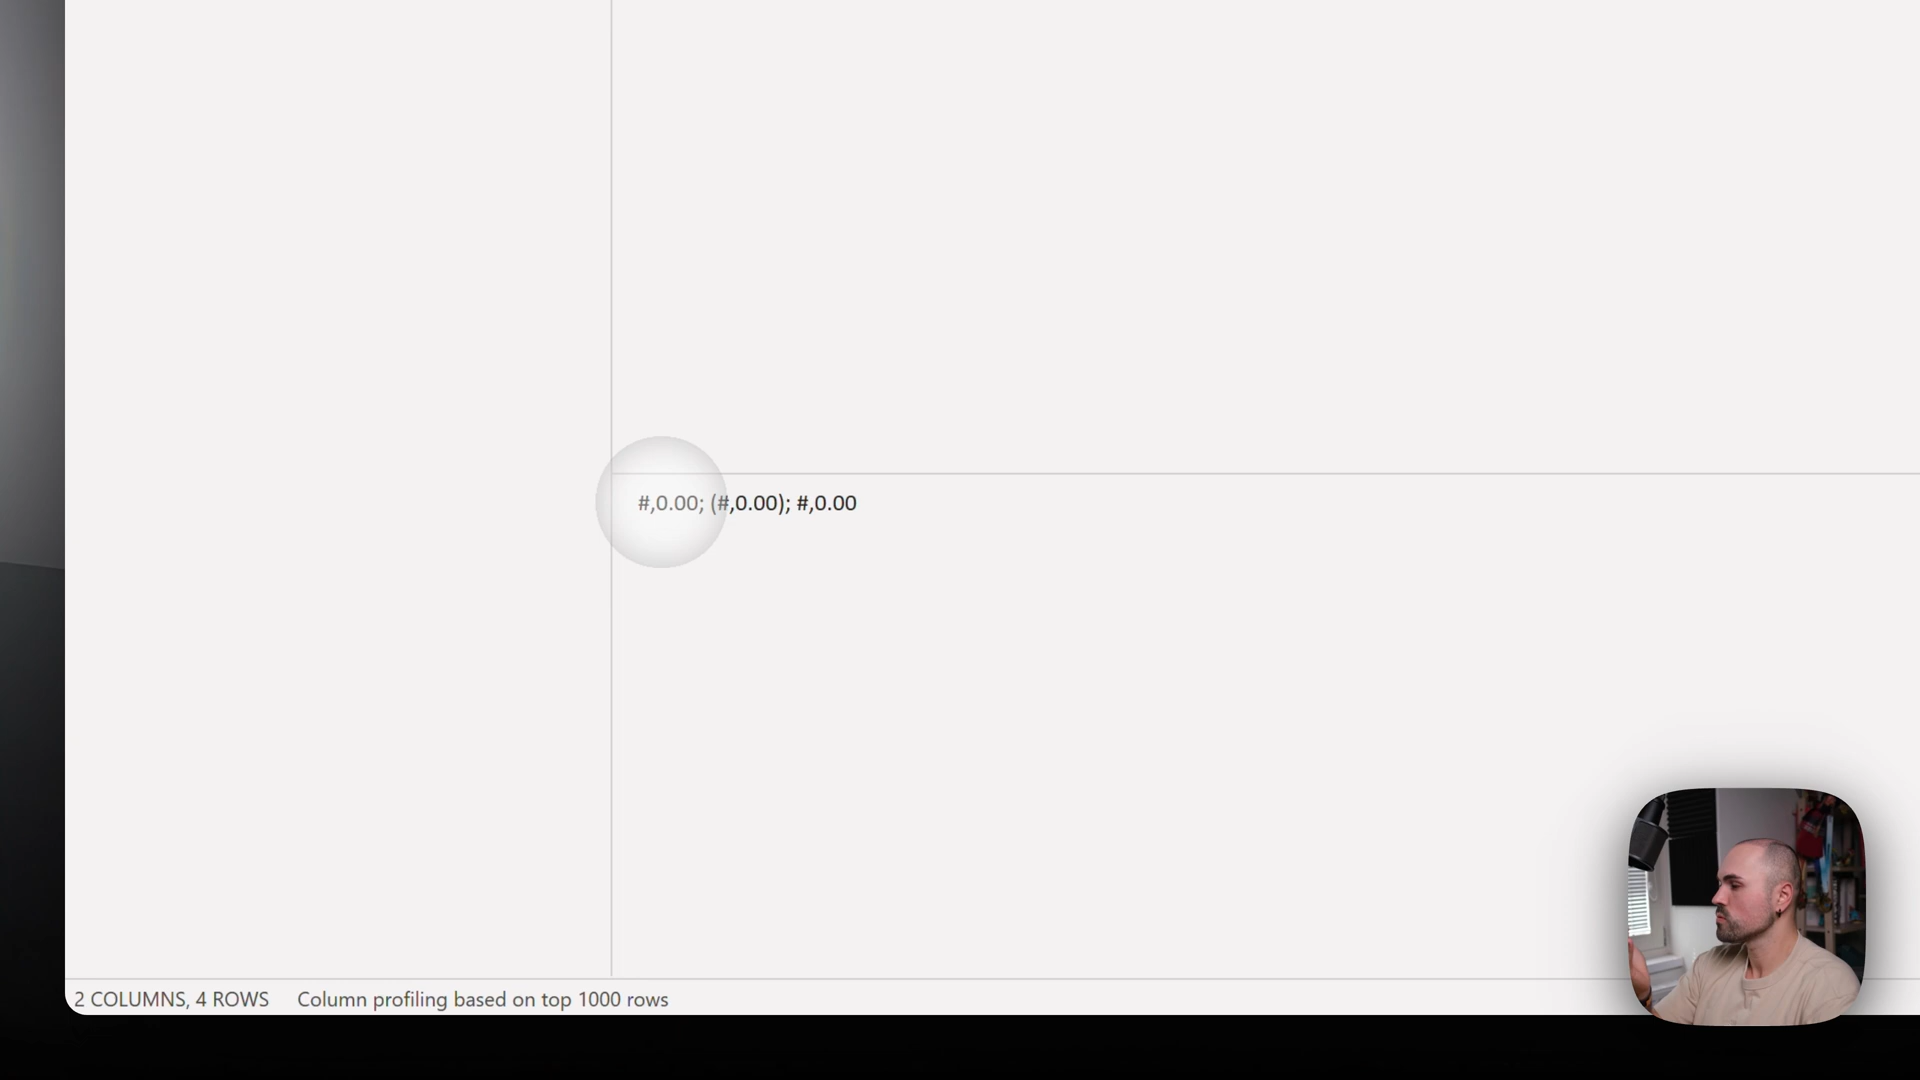 #,0.00; (#,0.00); #,0.00
2 COLUMNS, 4 ROWS Column profiling based on top 1000 rows